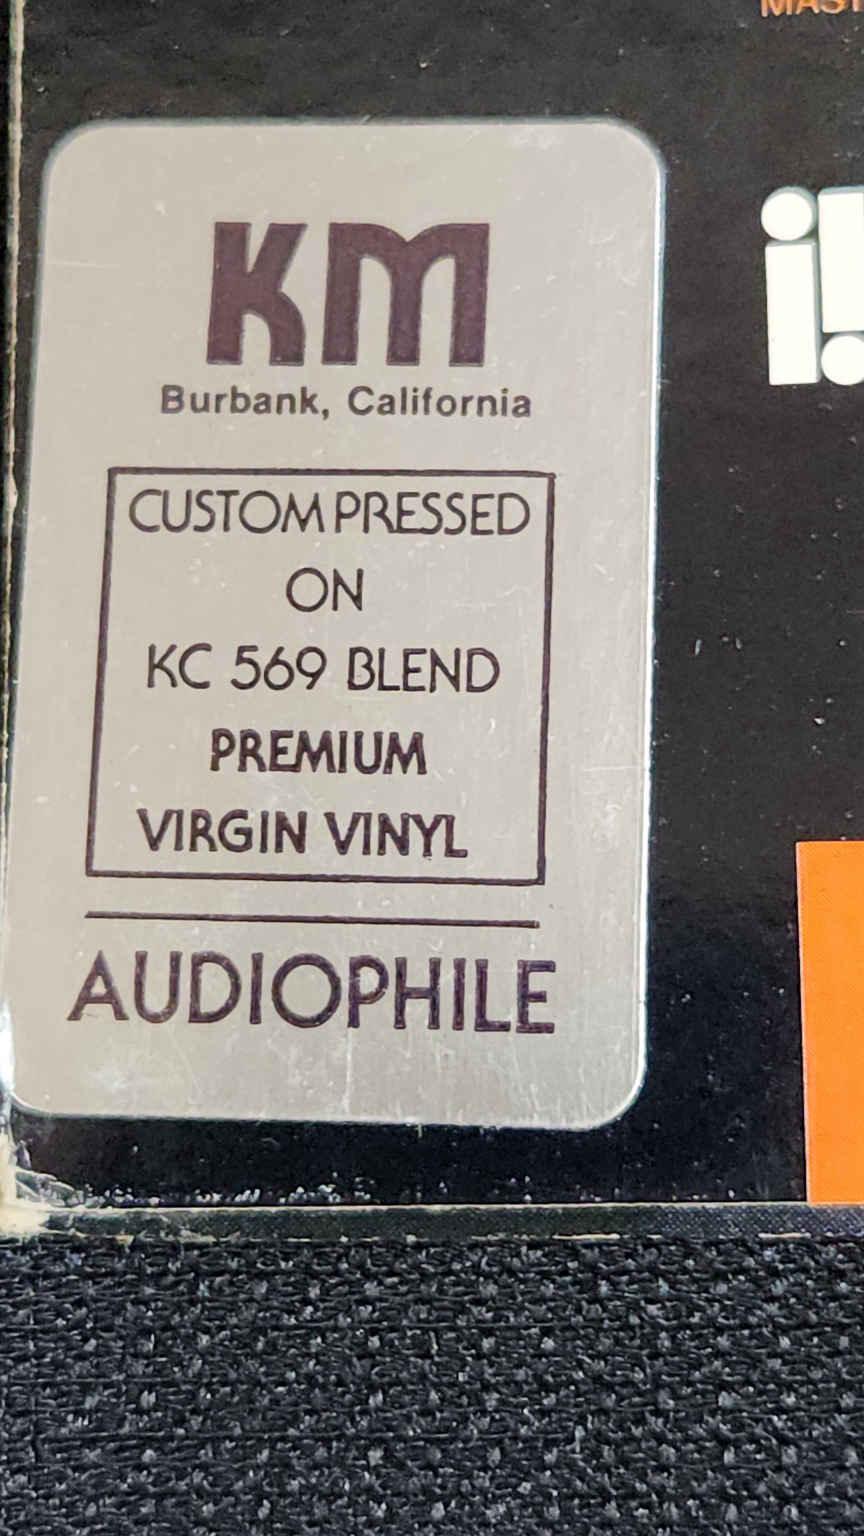 KM
Burbank, California
CUSTOM PRESSED
ON
KC 569 BLEND
PREMIUM
VIRGIN VINYL
AUDIOPHILE